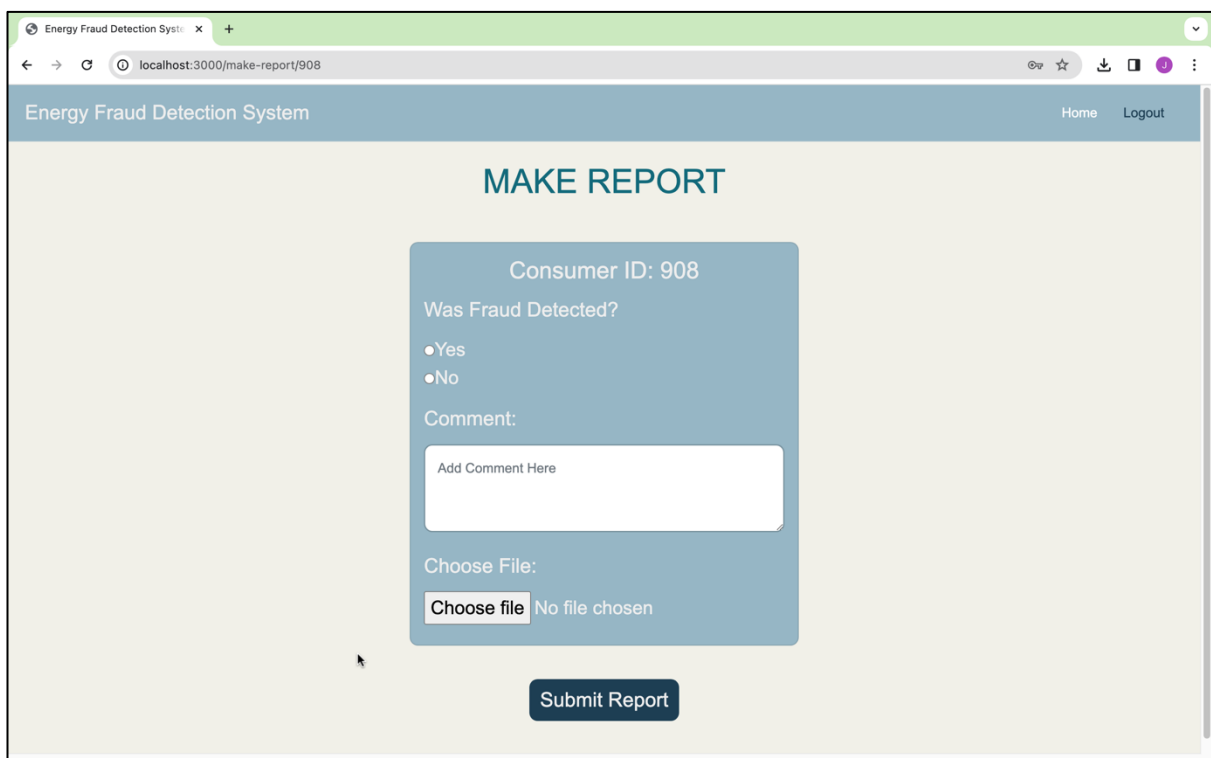 Energy Fraud Detection Syste
localhost:3000/make-report/908
J
Energy Fraud Detection System
Home
Logout
MAKE REPORT
Consumer ID: 908
Was Fraud Detected?
Yes
No
Comment:
Add Comment Here
Choose File:
Choose file No file chosen
Submit Report